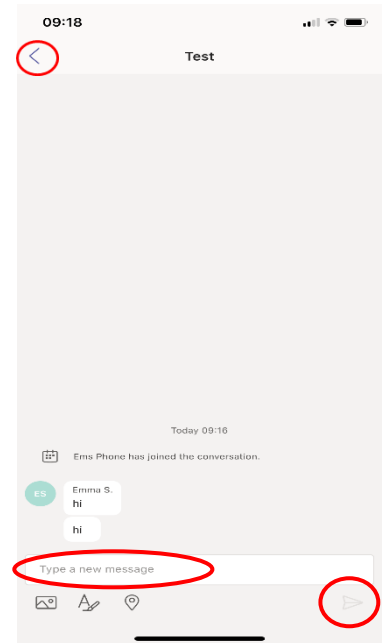 09:18
Test
Today 09:16
Ems Phone has joined the conversation.
ES
Emma S.
hi
hi
Type a new message